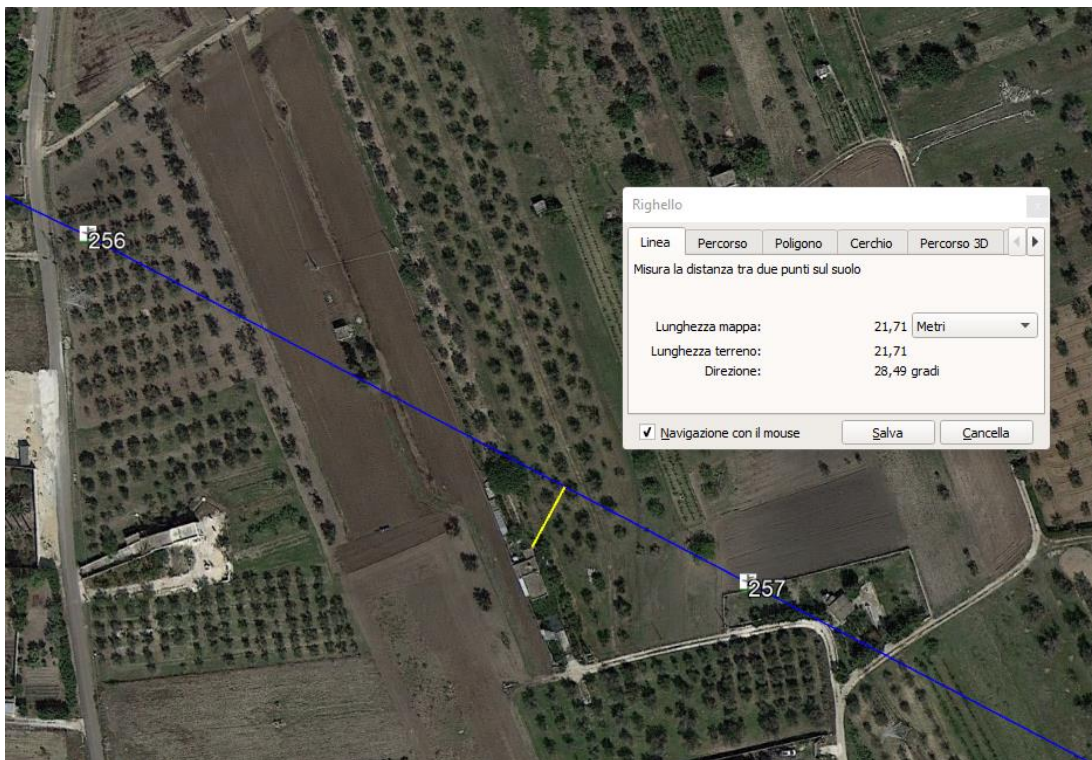 256
Righello
Linea
Percorso
Poligono
Cerchio
Percorso 3D
Misura la distanza tra due punti sul suolo
Lunghezza mappa: 21,71 Metri
Lunghezza terreno: 21,71
Direzione: 28,49 gradi
Navigazione con il mouse
Salva
Cancella
257